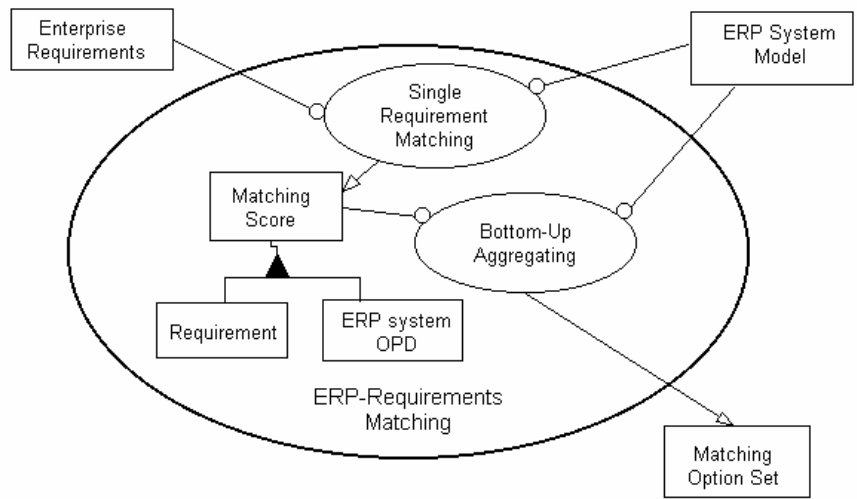 Enterprise
Requirements
ERP System
Model
Single
Requirement
Matching
Matching
Score
Bottom-Up
Aggregating
Requirement
ERP system
OPD
ERP-Requirements
Matching
Matching
Option Set